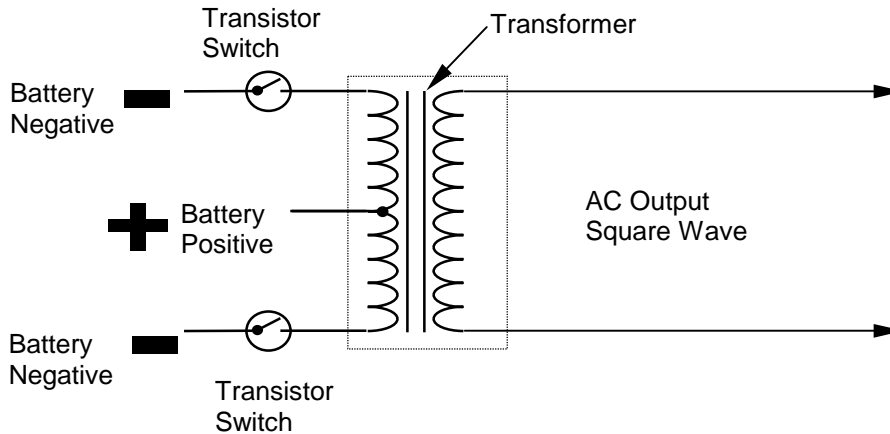 Transistor
Switch
Transformer
Battery
Negative
Battery
Positive
AC Output
Square Wave
Battery
Negative
Transistor
Switch